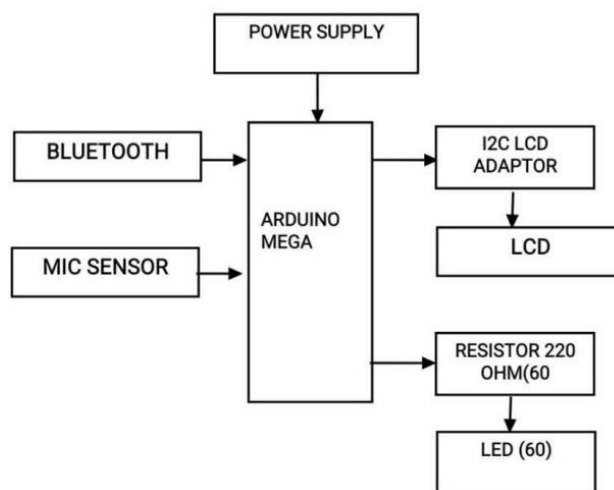 POWER SUPPLY
BLUETOOTH
MIC SENSOR
ARDUINO
MEGA
I2C LCD
ADAPTOR
LCD
RESISTOR 220
OHM(60
LED (60)